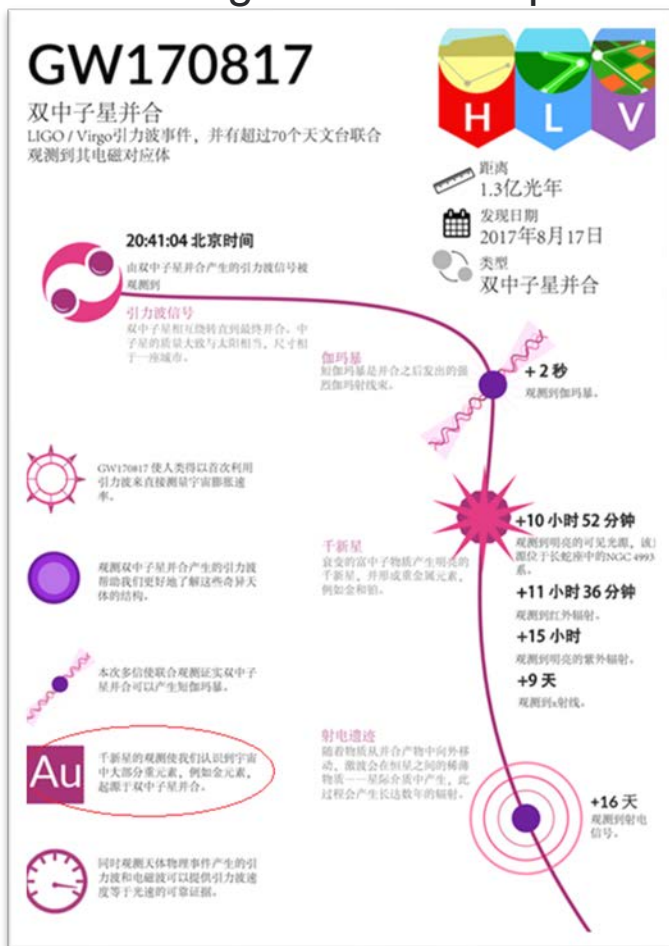 GW170817
双中子星并合
LIGO / Virgo引力波事件，并有超过70个天文台联合
观测到其电磁对应体
H L V
距离
1.3亿光年
发现日期
2017年8月17日
类型
双中子星并合
20:41:04 北京时间
由双中子星并合产生的引力波信号被
观测到
引力波信号
双中子星相互绕转直到最终并合。中
子星的质量大致与太阳相当，尺寸相
于一座城市。
伽玛暴
短伽玛暴是并合之后发出的强
烈伽玛射线束。
+ 2 秒
观测到伽玛暴。
GW170817 使人类得以首次利用
引力波来直接测量宇宙膨胀速
率。
+10 小时 52 分钟
观测到明亮的可见光源，该
源位于长蛇座中的NGC 4993
系。
千新星
衰变的富中子物质产生明亮的
千新星，并形成重金属元素，
例如金和铂。
+11 小时 36 分钟
观测到红外辐射。
+15 小时
观测到明亮的紫外辐射。
+9 天
观测到x射线。
观测双中子星并合产生的引力波
帮助我们更好地了解这些奇异天
体的结构。
本次多信使联合观测证实双中子
星并合可以产生短伽玛暴。
射电遗迹
随着物质从并合产物中向外移
动，激波会在恒星之间的稀薄
物质——星际介质中产生，此
过程会产生长达数年的辐射。
Au
千新星的观测使我们认识到宇宙
中大部分重元素，例如金元素，
起源于双中子星并合。
+16 天
观测到射电
信号。
同时观测天体物理事件产生的引
力波和电磁波可以提供引力波速
度等于光速的可靠证据。